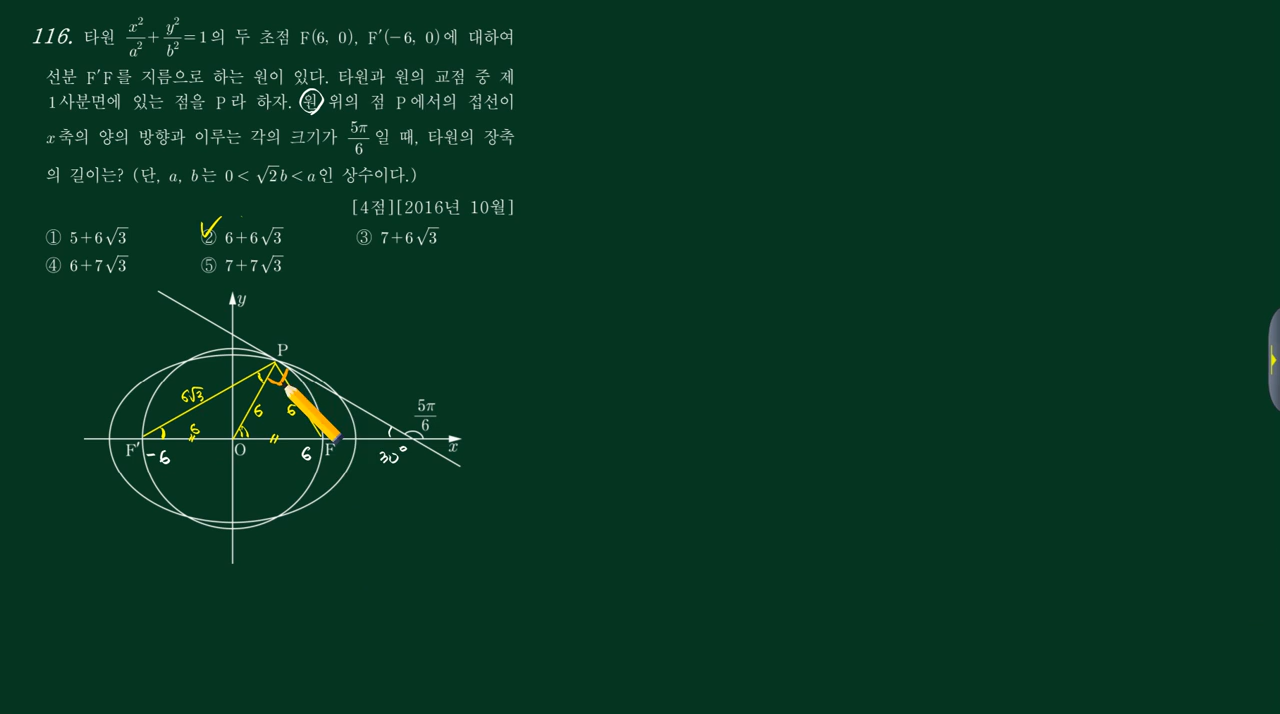 116. 타원 x²/a² + y²/b² = 1의 두 초점 F(6, 0), F′(−6, 0)에 대하여
선분 F′F를 지름으로 하는 원이 있다. 타원과 원의 교점 중 제
1사분면에 있는 점을 P라 하자. 원 위의 점 P에서의 접선이
x축의 양의 방향과 이루는 각의 크기가 5π/6 일 때, 타원의 장축
의 길이는? (단, a, b는 0 < √2b < a인 상수이다.)
[4점][2016년 10월]
① 5+6√3 ② 6+6√3 ③ 7+6√3
④ 6+7√3 ⑤ 7+7√3
y
P
6√3
6 6
5π/6
6
F′ −6 O 6 F 30° x